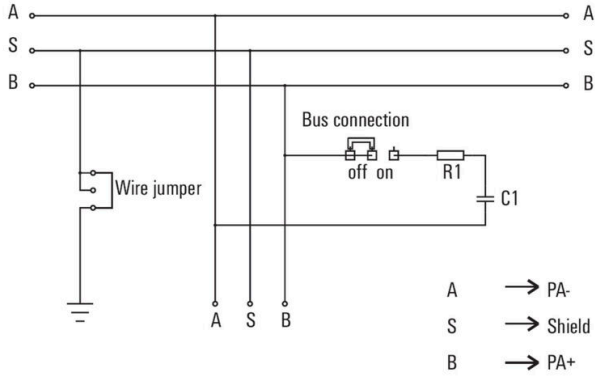 A A
S S
B B
Bus connection
off on R1
Wire jumper
C1
A S B
A PA-
S Shield
B PA+